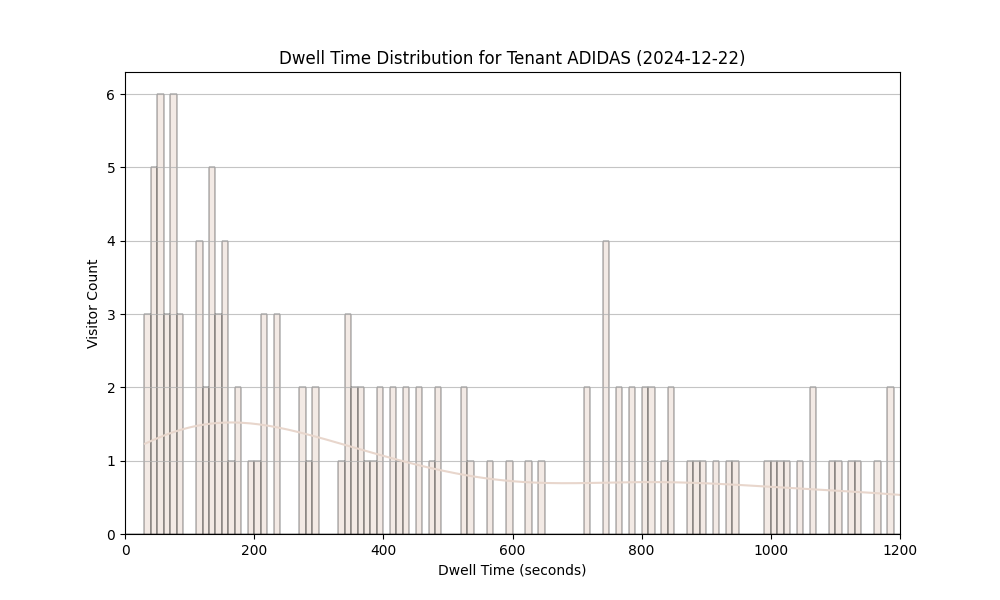 Dwell Time Distribution for Tenant ADIDAS (2024-12-22)
6
5
4
3
2
1
0
Visitor Count
0 200 400 600 800 1000 1200
Dwell Time (seconds)